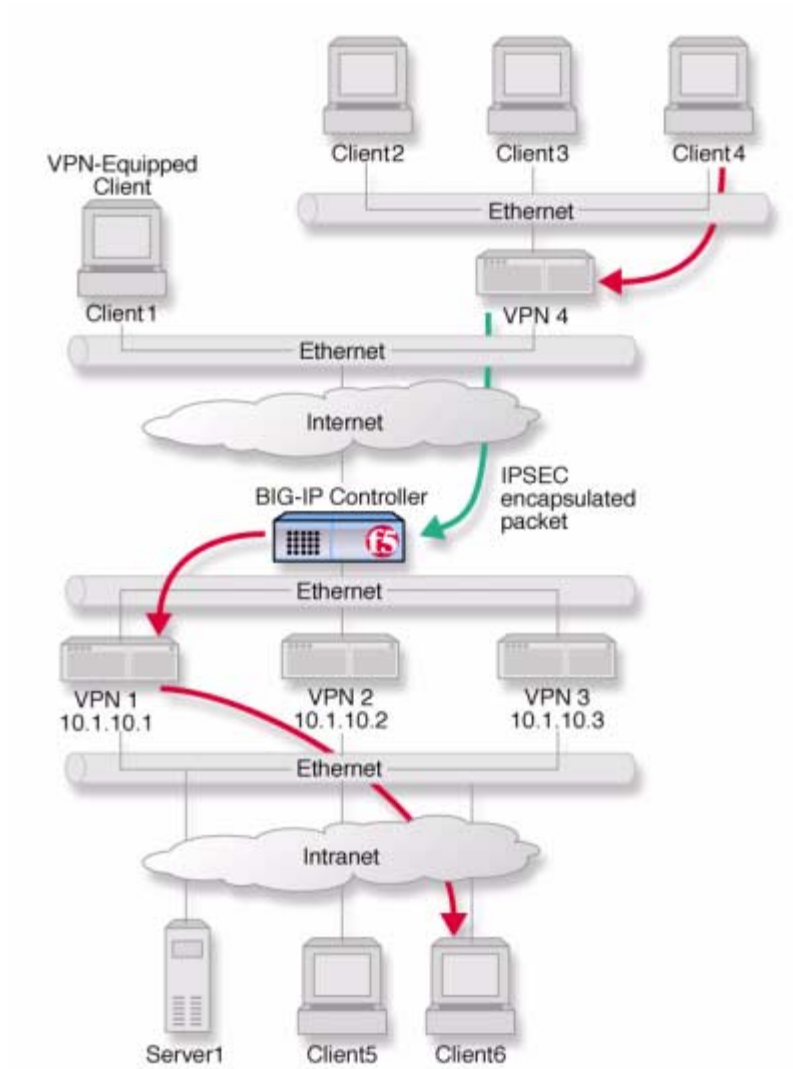 Client2
Client3
Client4
VPN-Equipped
Client
Ethernet
Client1
VPN 4
Ethernet
Internet
IPSEC
encapsulated
packet
BIG-IP Controller
f5
Ethernet
VPN 1
10.1.10.1
VPN 2
10.1.10.2
VPN 3
10.1.10.3
Ethernet
Intranet
Server1
Client5
Client6